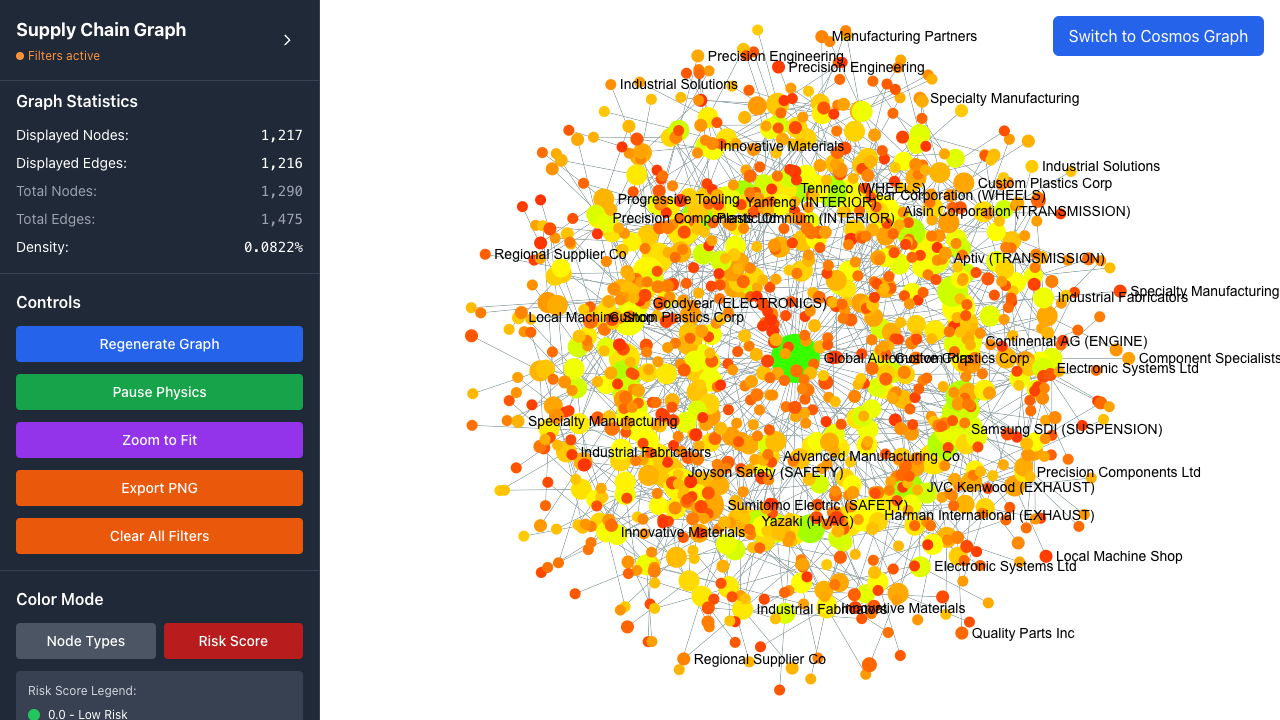 Supply Chain Graph
Filters active
Graph Statistics
Displayed Nodes: 1,217
Displayed Edges: 1,216
Total Nodes: 1,290
Total Edges: 1,475
Density: 0.0822%
Controls
Regenerate Graph
Pause Physics
Zoom to Fit
Export PNG
Clear All Filters
Color Mode
Node Types
Risk Score
Risk Score Legend:
0.0 - Low Risk
Switch to Cosmos Graph
Manufacturing Partners
Precision Engineering
Precision Engineering
Industrial Solutions
Specialty Manufacturing
Innovative Materials
Industrial Solutions
Custom Plastics Corp
Tenneco (WHEELS)
Lear Corporation (WHEELS)
Progressive Tooling
Yanfeng (INTERIOR)
Aisin Corporation (TRANSMISSION)
Precision Components Ltd
Plastic Omnium (INTERIOR)
Regional Supplier Co
Aptiv (TRANSMISSION)
Specialty Manufacturing
Industrial Fabricators
Goodyear (ELECTRONICS)
Local Machine Shop
Custom Plastics Corp
Continental AG (ENGINE)
Global Automotive Corp
Custom Plastics Corp
Component Specialists
Electronic Systems Ltd
Specialty Manufacturing
Samsung SDI (SUSPENSION)
Industrial Fabricators
Advanced Manufacturing Co
Joyson Safety (SAFETY)
Precision Components Ltd
JVC Kenwood (EXHAUST)
Sumitomo Electric (SAFETY)
Harman International (EXHAUST)
Yazaki (HVAC)
Innovative Materials
Local Machine Shop
Electronic Systems Ltd
Industrial Fabricators
Innovative Materials
Quality Parts Inc
Regional Supplier Co